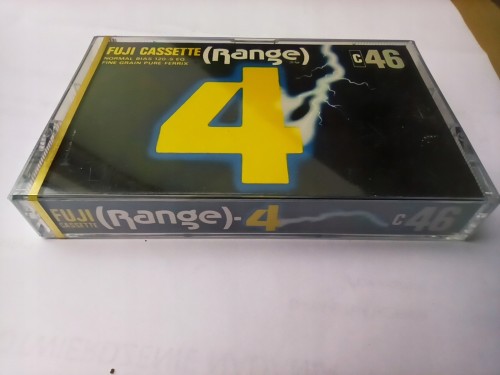 FUJI CASSETTE (Range) C46
NORMAL BIAS 120µS EQ
FINE GRAIN PURE FERRIX
4
FUJI CASSETTE (Range)-4 C46